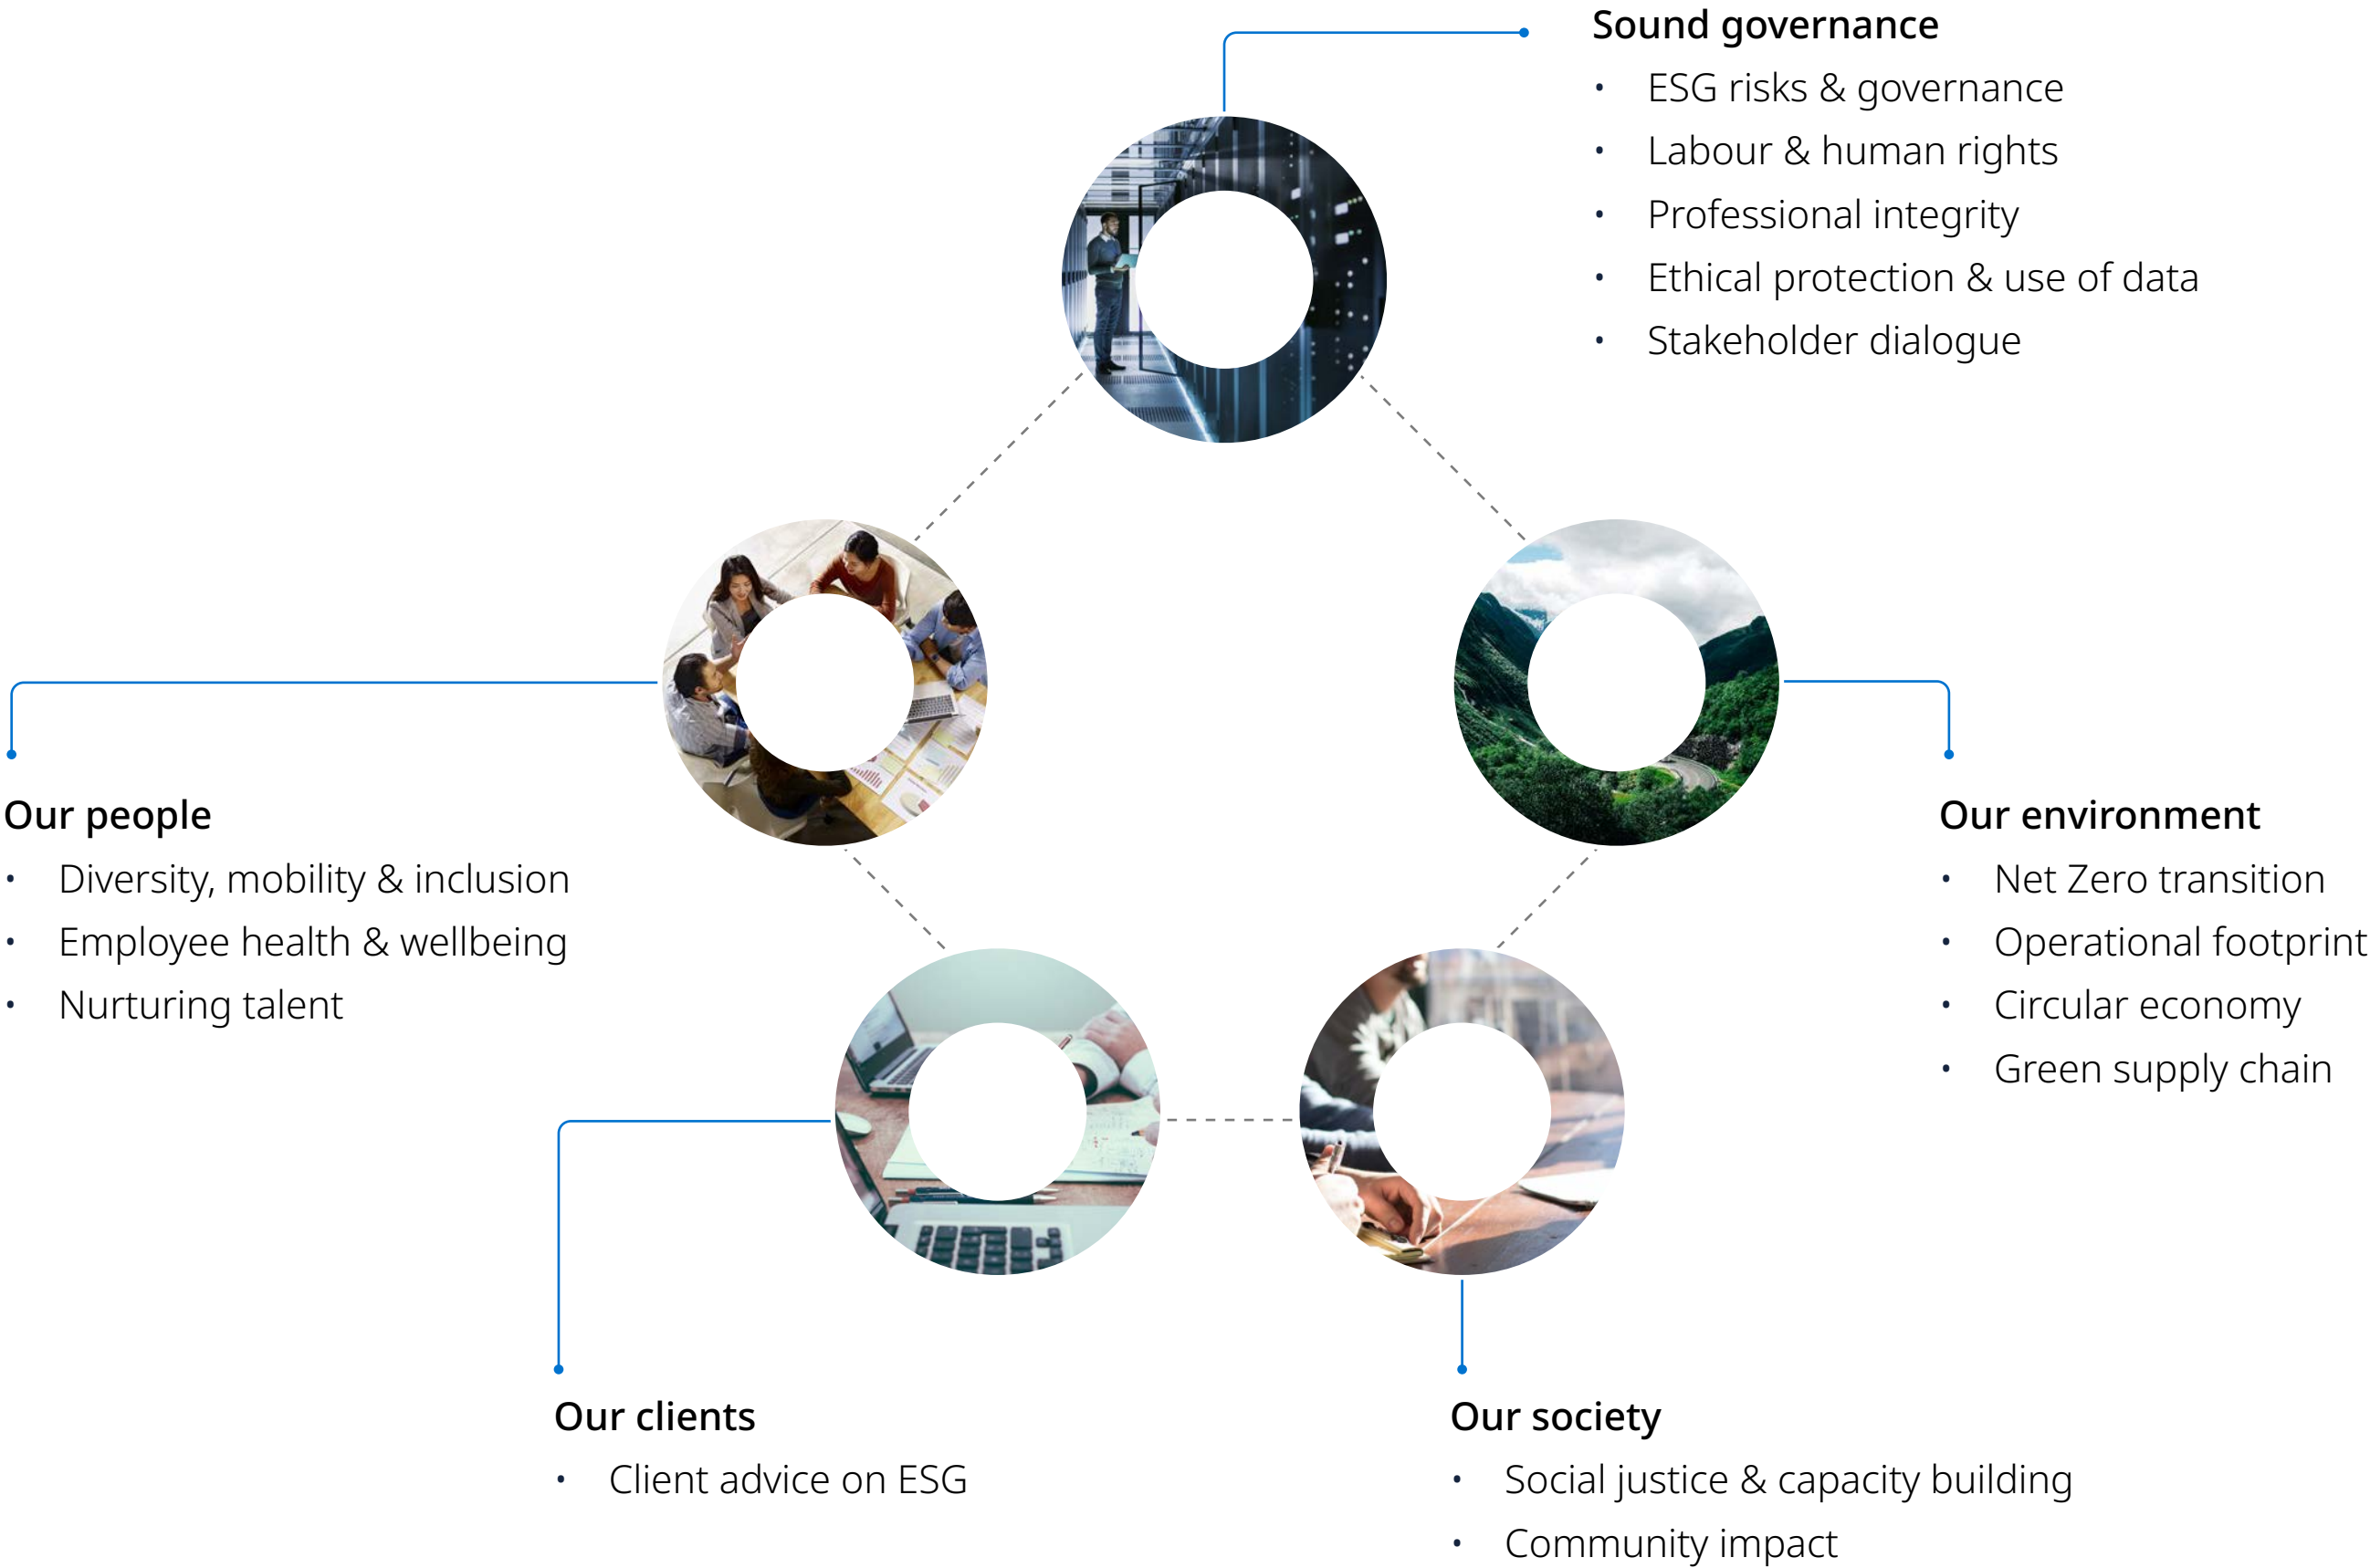 Sound governance
• ESG risks & governance
• Labour & human rights
• Professional integrity
• Ethical protection & use of data
• Stakeholder dialogue
Our people
• Diversity, mobility & inclusion
• Employee health & wellbeing
• Nurturing talent
Our environment
• Net Zero transition
• Operational footprint
• Circular economy
• Green supply chain
Our clients
• Client advice on ESG
Our society
• Social justice & capacity building
• Community impact